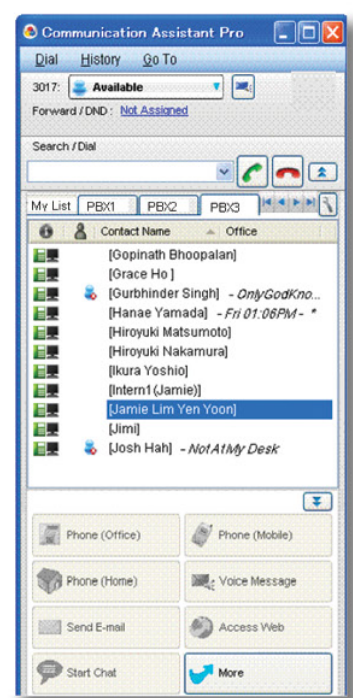 Communication Assistant Pro
Dial History Go To
3017: Available
Forward / DND : Not Assigned
Search / Dial
My List PBX1 PBX2 PBX3
Contact Name Office
[Gopinath Bhoopalan]
[Grace Ho ]
[Gurbhinder Singh] - OnlyGodKno...
[Hanae Yamada] - Fri 01:06PM - *
[Hiroyuki Matsumoto]
[Hiroyuki Nakamura]
[Ikura Yoshio]
[Intern1 (Jamie)]
[Jamie Lim Yen Yoon]
[Jimi]
[Josh Hah] - NotAtMy Desk
Phone (Office) Phone (Mobile)
Phone (Home) Voice Message
Send E-mail Access Web
Start Chat More